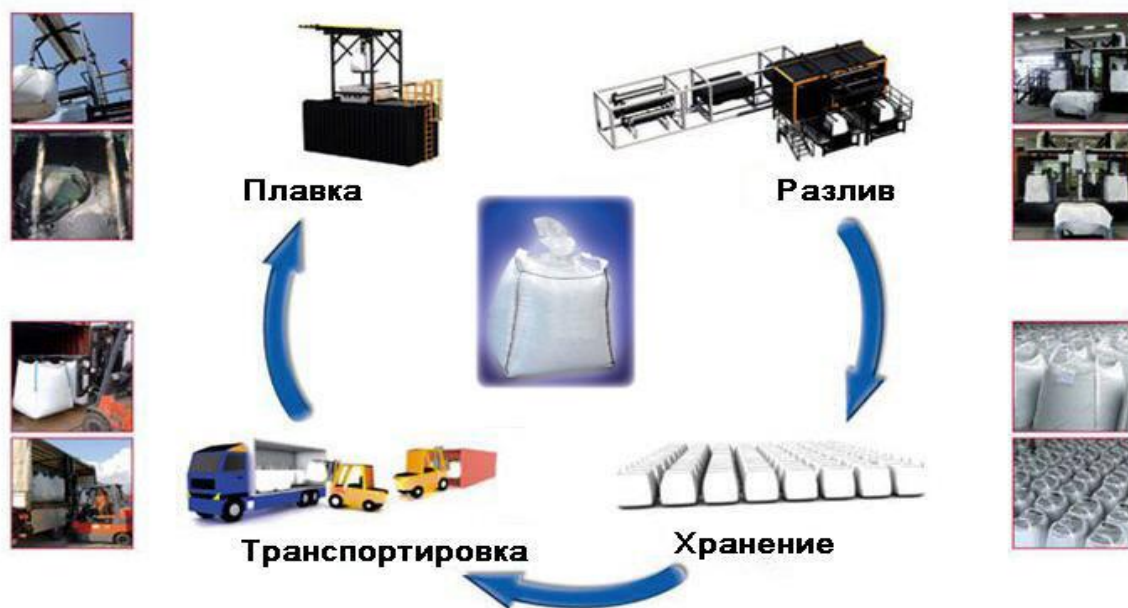 Плавка
Разлив
Транспортировка
Хранение